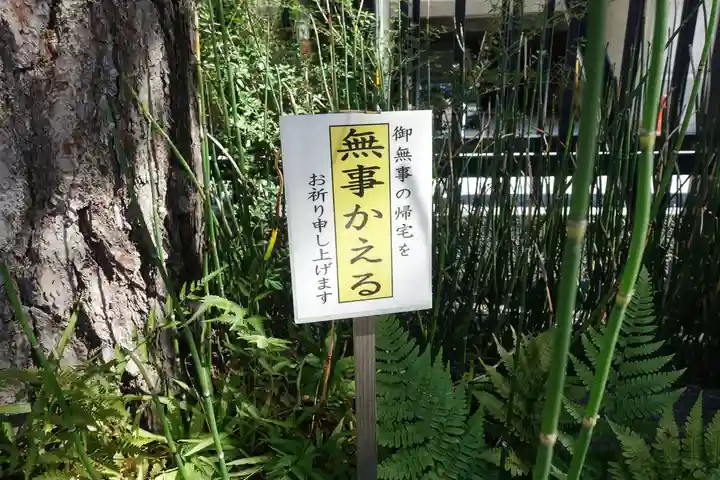 御無事の帰宅を
無事かえる
お祈り申し上げます